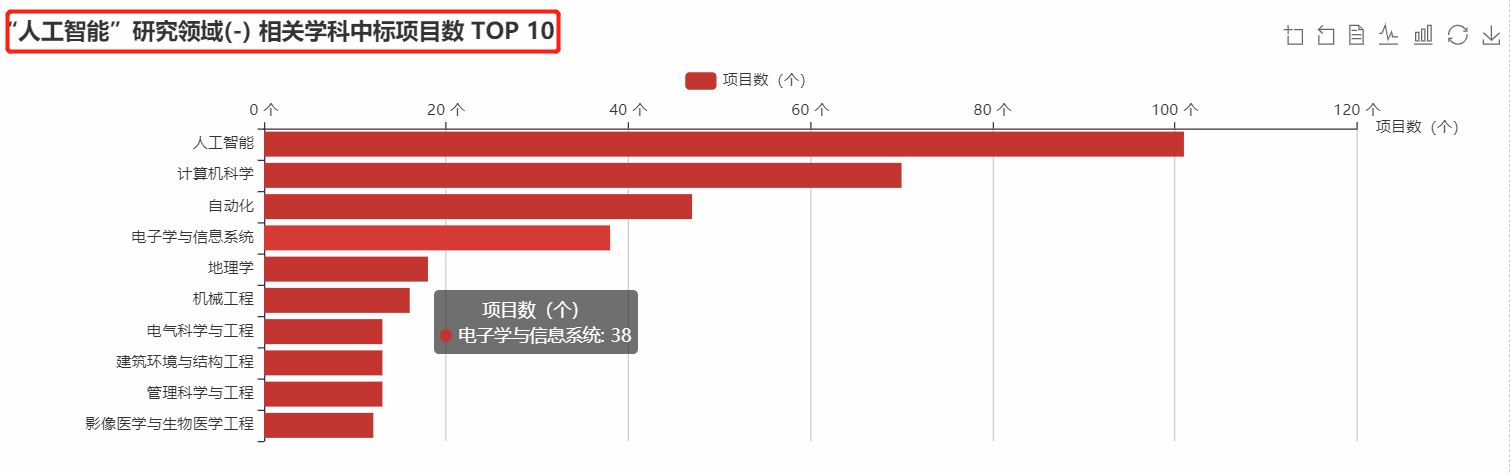 “人工智能”研究领域(-) 相关学科中标项目数 TOP 10
项目数（个）
0 个 20 个 40 个 60 个 80 个 100 个 120 个
项目数（个）
人工智能
计算机科学
自动化
电子学与信息系统
地理学
机械工程
电气科学与工程
建筑环境与结构工程
管理科学与工程
影像医学与生物医学工程
项目数（个）
电子学与信息系统: 38